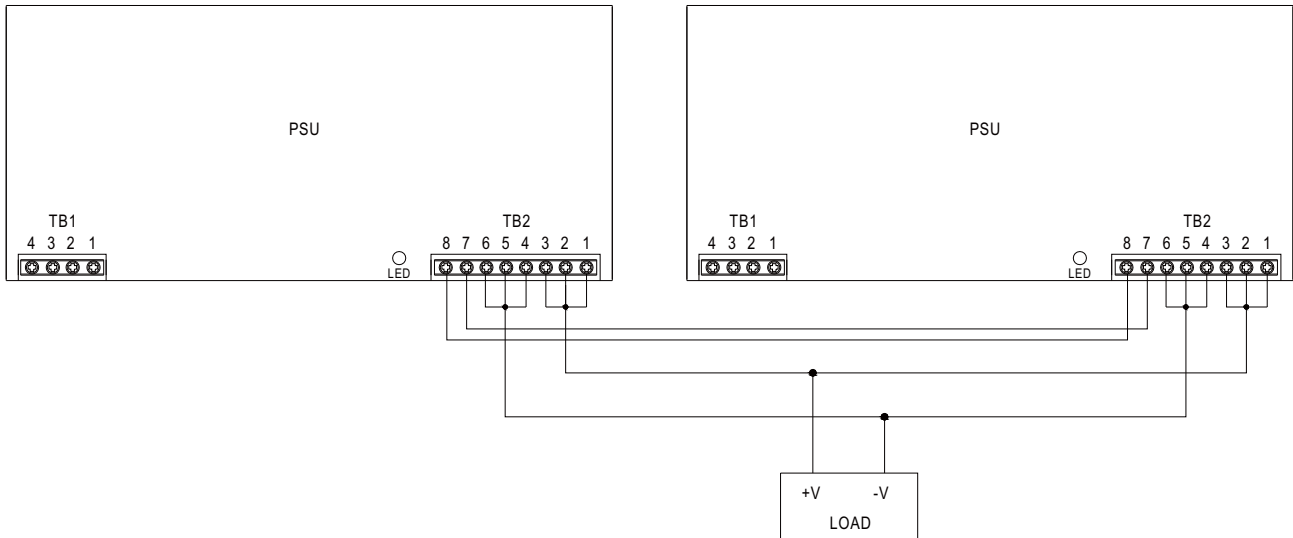 PSU PSU
TB1 TB2 TB1 TB2
4 3 2 1 8 7 6 5 4 3 2 1 4 3 2 1 8 7 6 5 4 3 2 1
LED LED
+V -V
LOAD